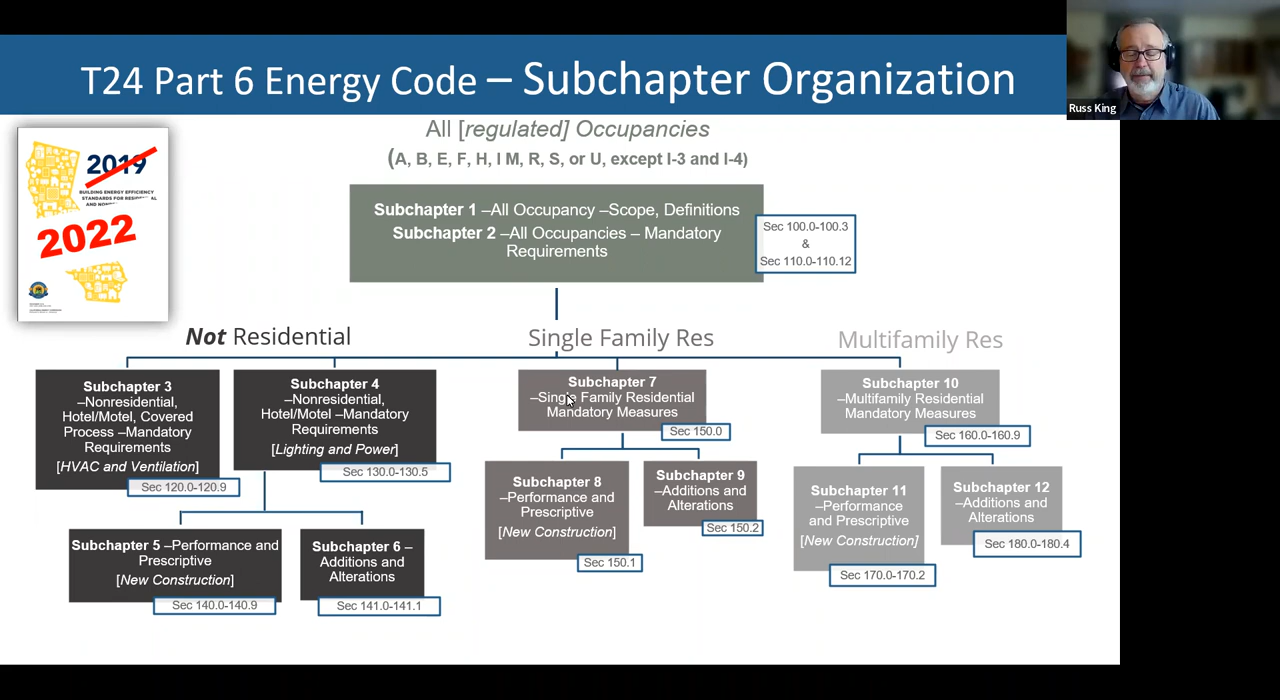 T24 Part 6 Energy Code – Subchapter Organization
Russ King
2019
BUILDING ENERGY EFFICIENCY
STANDARDS FOR
2022
All [regulated] Occupancies
(A, B, E, F, H, I M, R, S, or U, except I-3 and I-4)
Subchapter 1 –All Occupancy –Scope, Definitions
Subchapter 2 –All Occupancies – Mandatory
Requirements
Sec 100.0-100.3
&
Sec 110.0-110.12
Not Residential
Subchapter 3
–Nonresidential,
Hotel/Motel, Covered
Process –Mandatory
Requirements
[HVAC and Ventilation]
Sec 120.0-120.9
Subchapter 4
–Nonresidential,
Hotel/Motel –Mandatory
Requirements
[Lighting and Power]
Sec 130.0-130.5
Subchapter 5 –Performance and
Prescriptive
[New Construction]
Sec 140.0-140.9
Subchapter 6 –
Additions and
Alterations
Sec 141.0-141.1
Single Family Res
Subchapter 7
–Single Family Residential
Mandatory Measures
Sec 150.0
Subchapter 8
–Performance and
Prescriptive
[New Construction]
Sec 150.1
Subchapter 9
–Additions and
Alterations
Sec 150.2
Multifamily Res
Subchapter 10
–Multifamily Residential
Mandatory Measures
Sec 160.0-160.9
Subchapter 11
–Performance
and Prescriptive
[New Construction]
Sec 170.0-170.2
Subchapter 12
–Additions and
Alterations
Sec 180.0-180.4